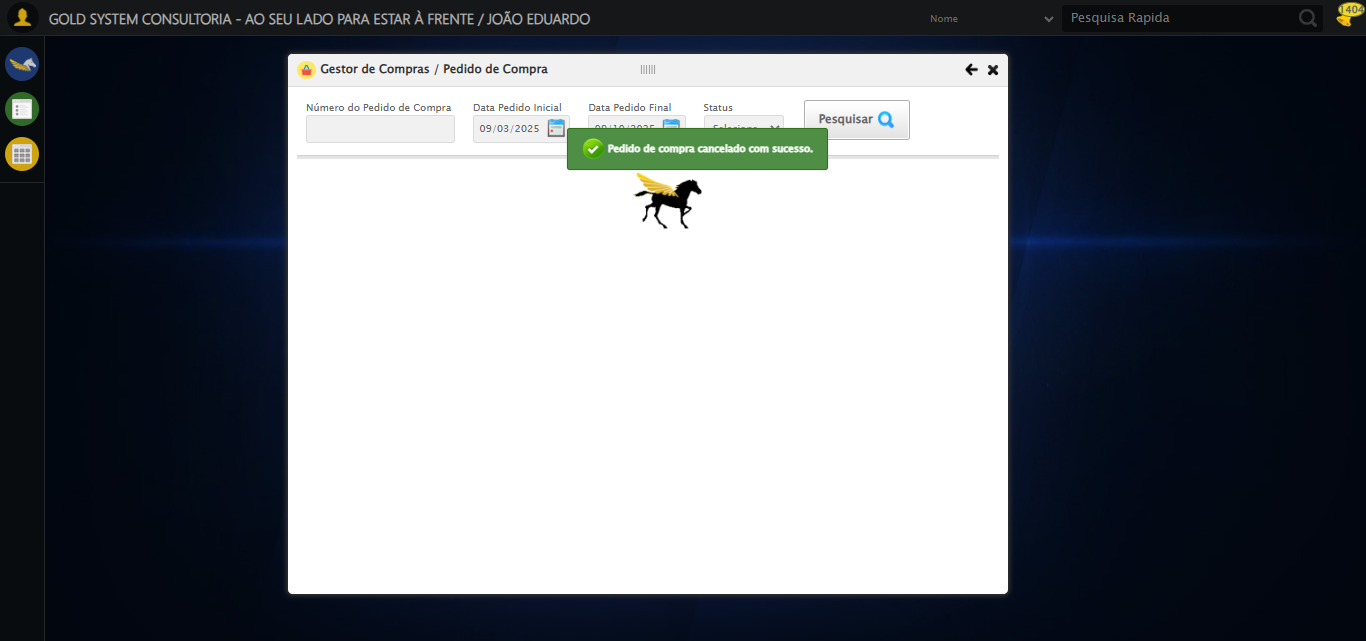 GOLD SYSTEM CONSULTORIA - AO SEU LADO PARA ESTAR À FRENTE / JOÃO EDUARDO
Nome
Pesquisa Rapida
1404
Gestor de Compras / Pedido de Compra
Número do Pedido de Compra
Data Pedido Inicial
Data Pedido Final
Status
09/03/2025
Pesquisar
Pedido de compra cancelado com sucesso.